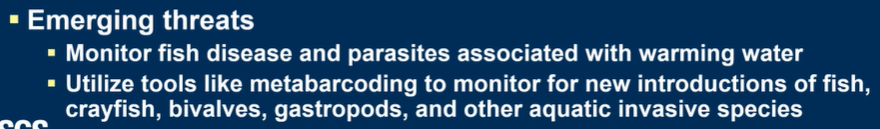 Emerging threats
Monitor fish disease and parasites associated with warming water
Utilize tools like metabarcoding to monitor for new introductions of fish,
crayfish, bivalves, gastropods, and other aquatic invasive species